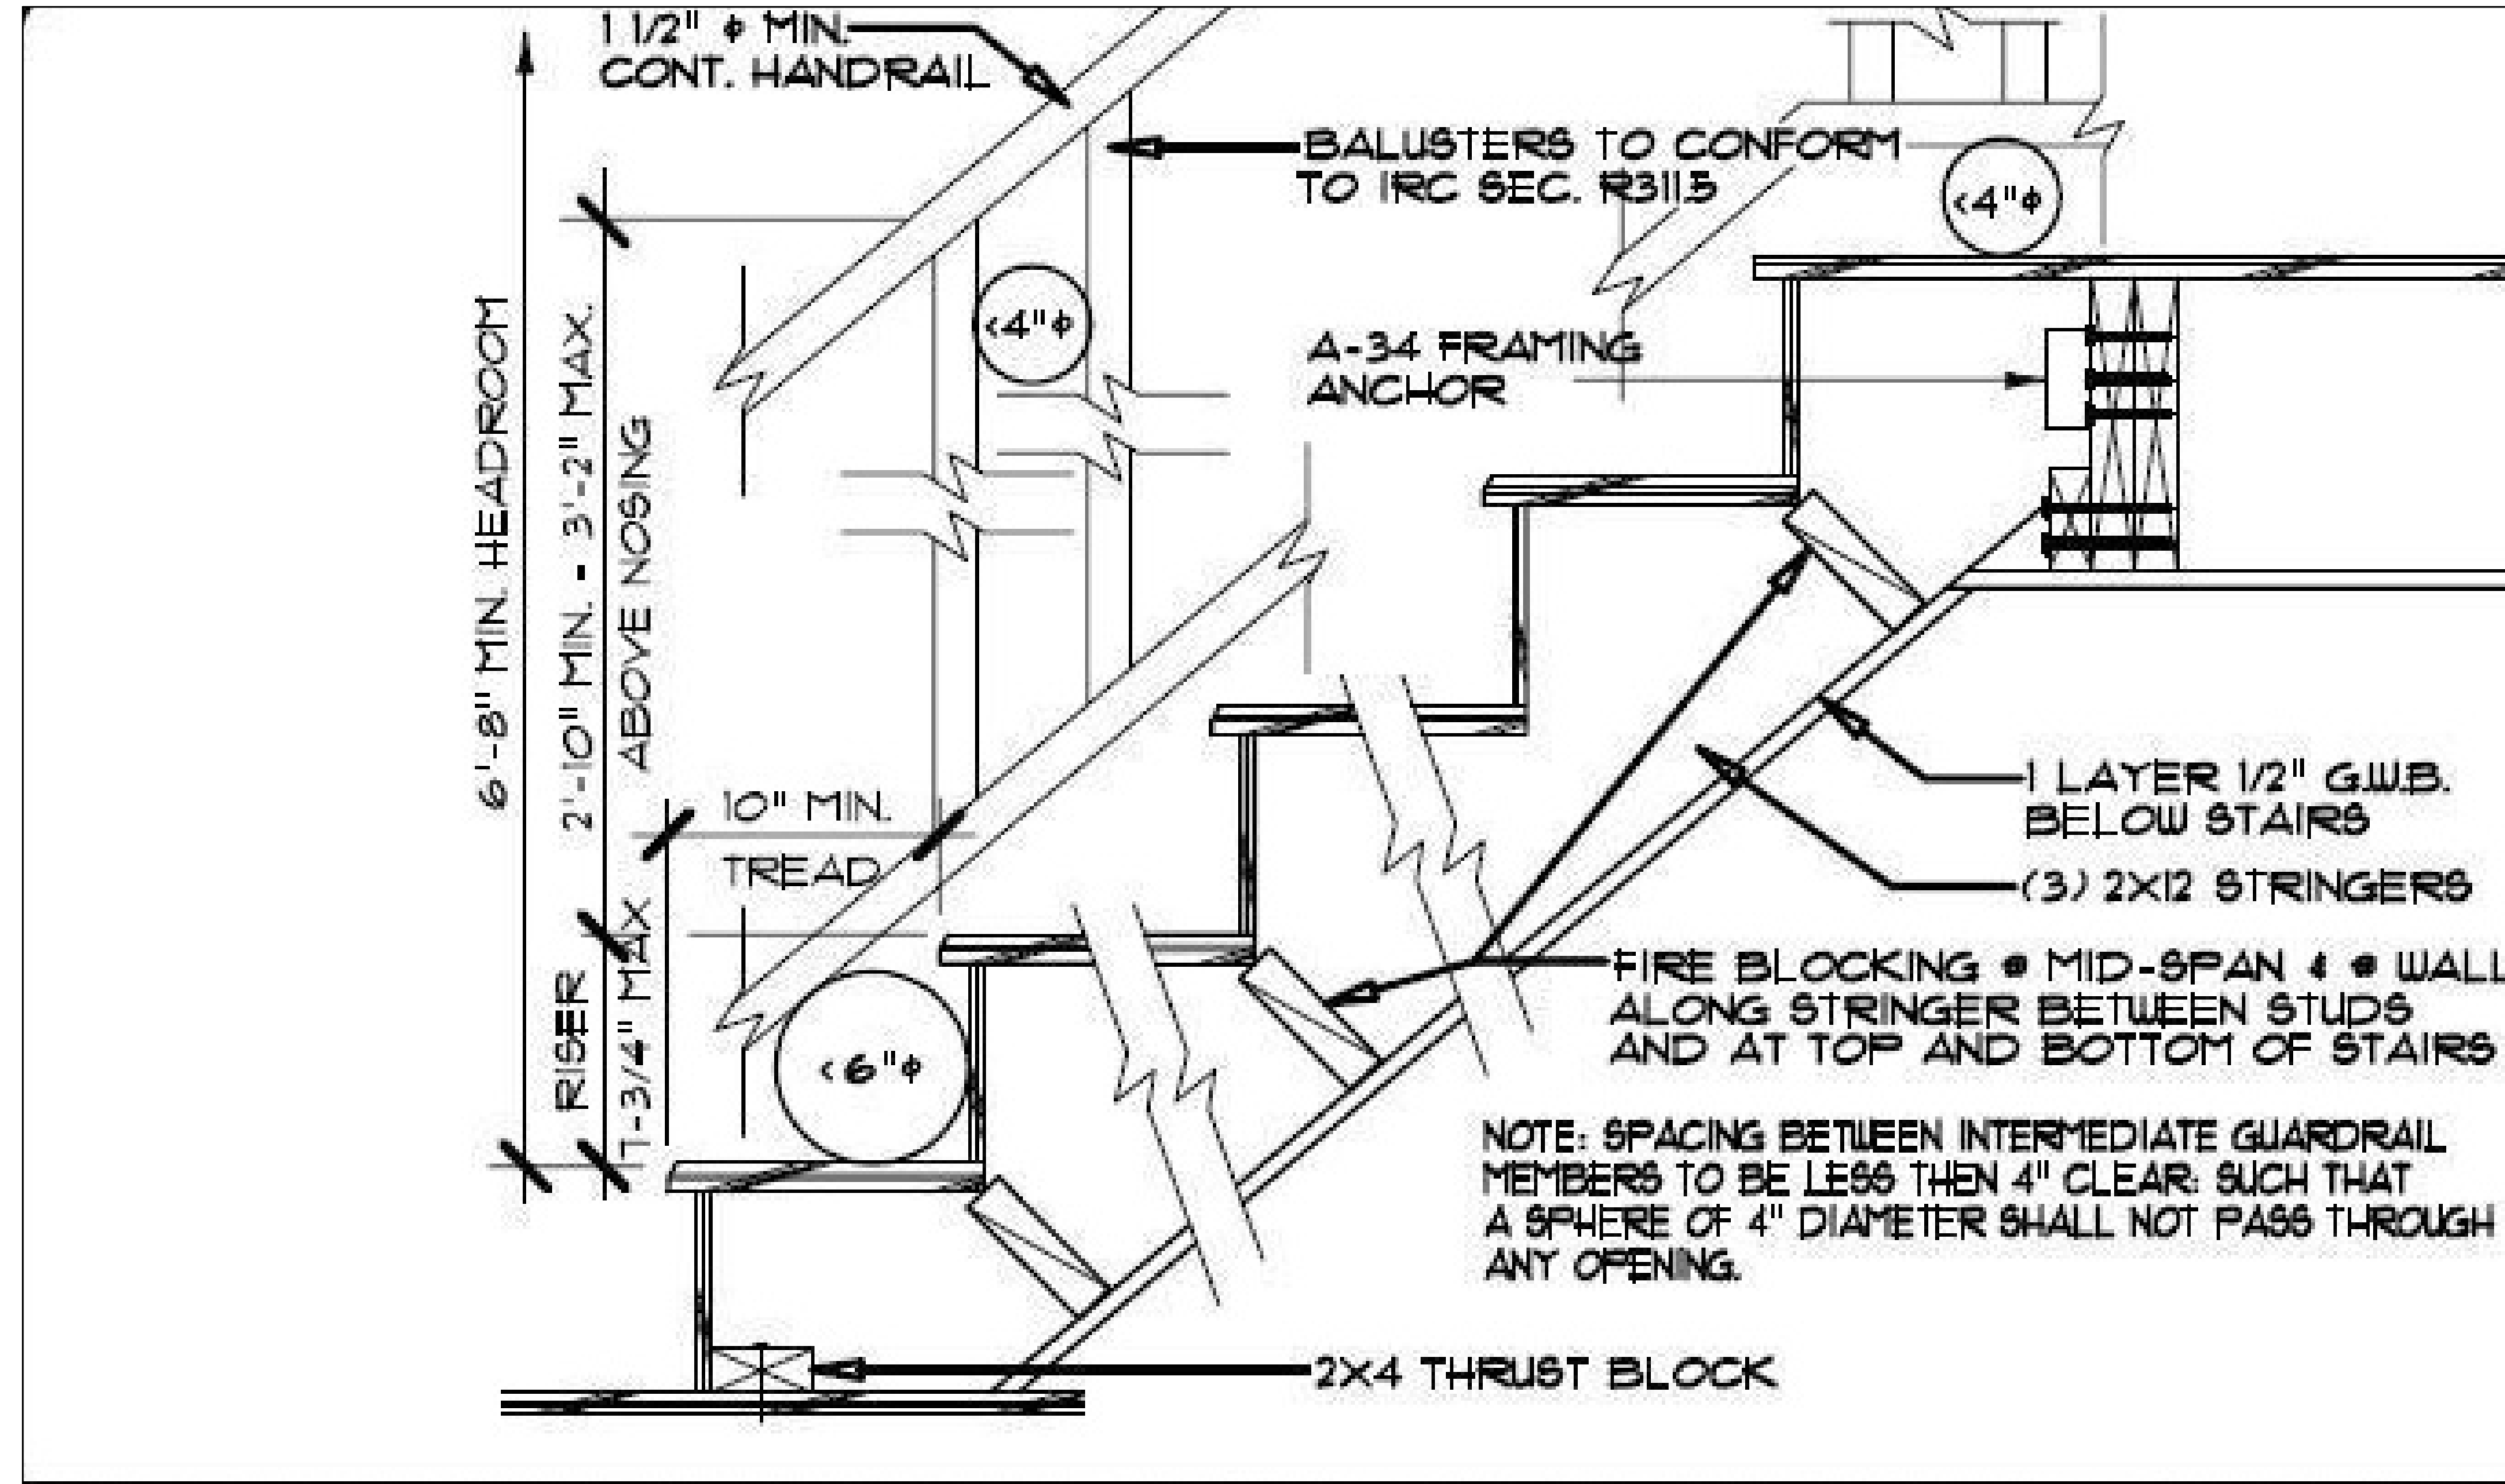 1 1/2" ϕ MIN.
CONT. HANDRAIL
BALUSTERS TO CONFORM
TO IRC SEC. R311.5
<4"ϕ
<4"ϕ
A-34 FRAMING
ANCHOR
6'-8" MIN. HEADROOM
2'-10" MIN. - 3'-2" MAX.
ABOVE NOSING
10" MIN.
TREAD
RISER
7-3/4" MAX
<6"ϕ
1 LAYER 1/2" G.W.B.
BELOW STAIRS
(3) 2X12 STRINGERS
FIRE BLOCKING @ MID-SPAN & @ WALL
ALONG STRINGER BETWEEN STUDS
AND AT TOP AND BOTTOM OF STAIRS
NOTE: SPACING BETWEEN INTERMEDIATE GUARDRAIL
MEMBERS TO BE LESS THEN 4" CLEAR: SUCH THAT
A SPHERE OF 4" DIAMETER SHALL NOT PASS THROUGH
ANY OPENING.
2X4 THRUST BLOCK